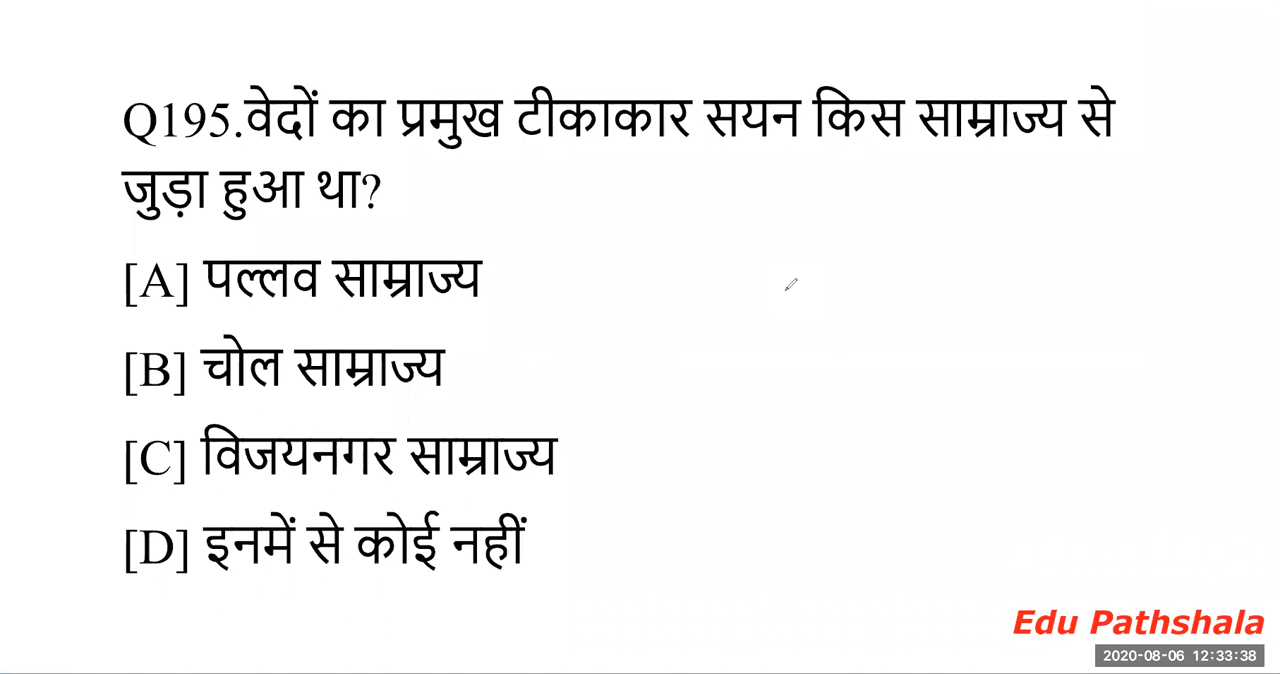 Q195.वेदों का प्रमुख टीकाकार सयन किस साम्राज्य से
जुड़ा हुआ था?
[A] पल्लव साम्राज्य
[B] चोल साम्राज्य
[C] विजयनगर साम्राज्य
[D] इनमें से कोई नहीं
Edu Pathshala
2020-08-06 12:33:38